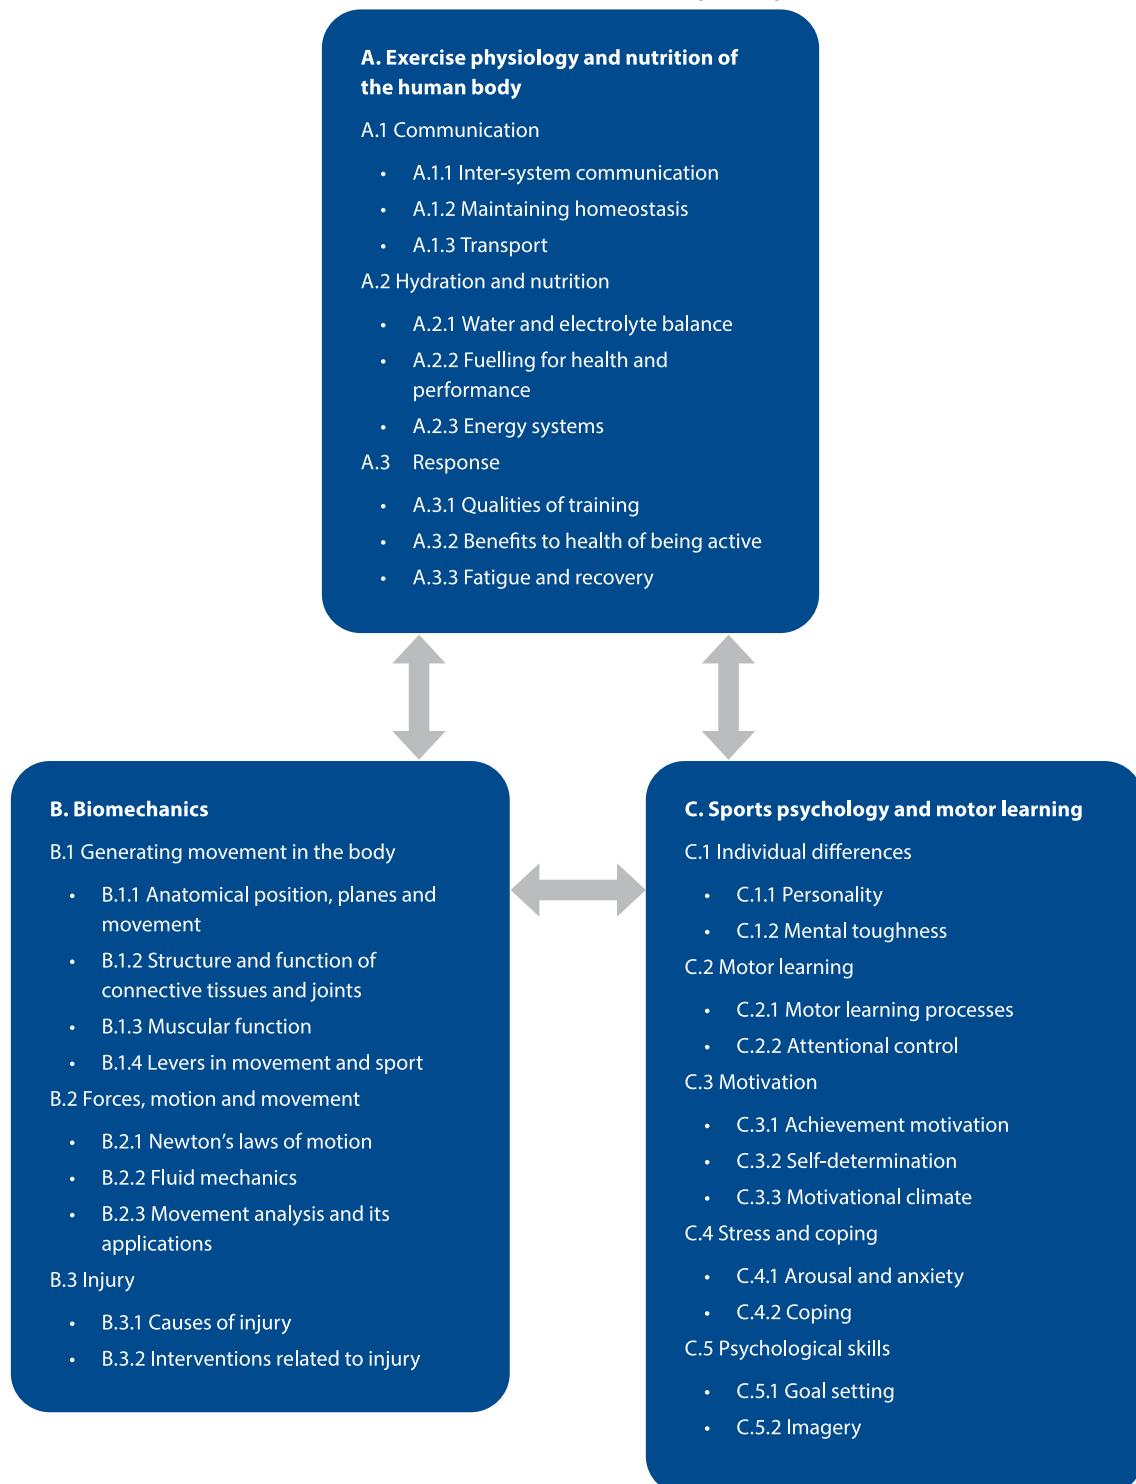 A. Exercise physiology and nutrition of
the human body
A.1 Communication
• A.1.1 Inter-system communication
• A.1.2 Maintaining homeostasis
• A.1.3 Transport
A.2 Hydration and nutrition
• A.2.1 Water and electrolyte balance
• A.2.2 Fuelling for health and
performance
• A.2.3 Energy systems
A.3 Response
• A.3.1 Qualities of training
• A.3.2 Benefits to health of being active
• A.3.3 Fatigue and recovery
B. Biomechanics
B.1 Generating movement in the body
• B.1.1 Anatomical position, planes and
movement
• B.1.2 Structure and function of
connective tissues and joints
• B.1.3 Muscular function
• B.1.4 Levers in movement and sport
B.2 Forces, motion and movement
• B.2.1 Newton’s laws of motion
• B.2.2 Fluid mechanics
• B.2.3 Movement analysis and its
applications
B.3 Injury
• B.3.1 Causes of injury
• B.3.2 Interventions related to injury
C. Sports psychology and motor learning
C.1 Individual differences
• C.1.1 Personality
• C.1.2 Mental toughness
C.2 Motor learning
• C.2.1 Motor learning processes
• C.2.2 Attentional control
C.3 Motivation
• C.3.1 Achievement motivation
• C.3.2 Self-determination
• C.3.3 Motivational climate
C.4 Stress and coping
• C.4.1 Arousal and anxiety
• C.4.2 Coping
C.5 Psychological skills
• C.5.1 Goal setting
• C.5.2 Imagery